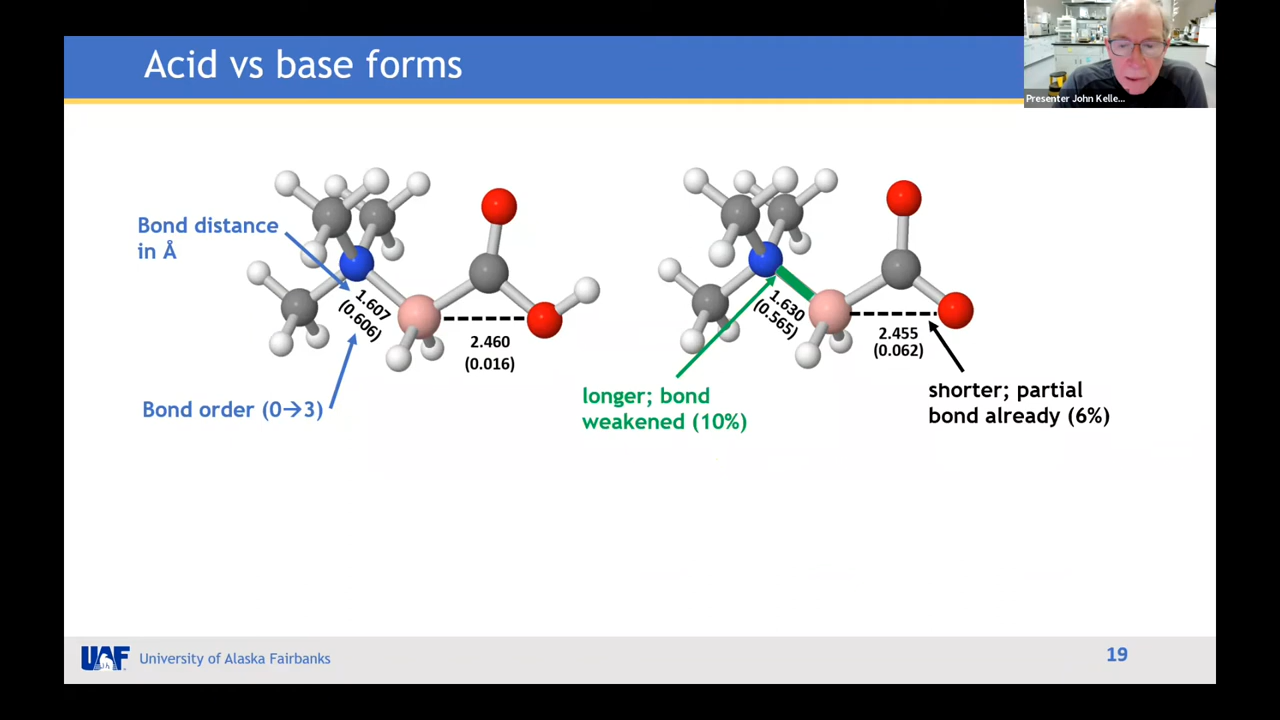 Acid vs base forms
Presenter John Kelle...
Bond distance
in Å
1.607
(0.606)
2.460
(0.016)
Bond order (0→3)
1.630
(0.565)
2.455
(0.062)
longer; bond
weakened (10%)
shorter; partial
bond already (6%)
UAF
University of Alaska Fairbanks
19